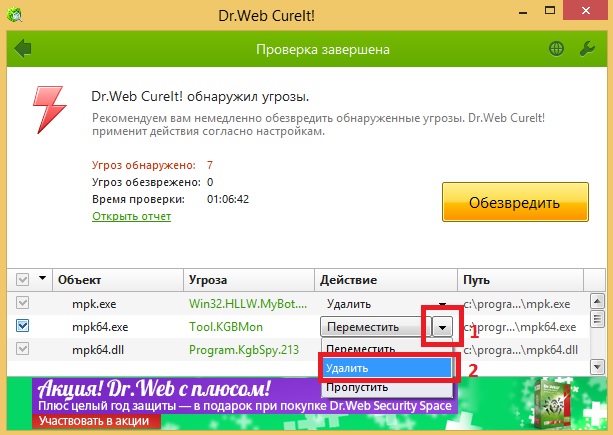 Dr.Web CureIt!
Проверка завершена
Dr.Web CureIt! обнаружил угрозы.
Рекомендуем вам немедленно обезвредить обнаруженные угрозы. Dr.Web CureIt!
применит действия согласно настройкам.
Угроз обнаружено: 7
Угроз обезврежено: 0
Время проверки: 01:06:42
Открыть отчет
Обезвредить
Объект Угроза Действие Путь
mpk.exe Win32.HLLW.MyBot.... Удалить c:\progra...\mpk.exe
mpk64.exe Tool.KGBMon Переместить 1 c:\progra...\mpk64.exe
mpk64.dll Program.KgbSpy.213 Переместить c:\progra...\mpk64.dll
Удалить 2
Пропустить
Акция! Dr.Web с плюсом!
Плюс целый год защиты — в подарок при покупке Dr.Web Security Space
Участвовать в акции